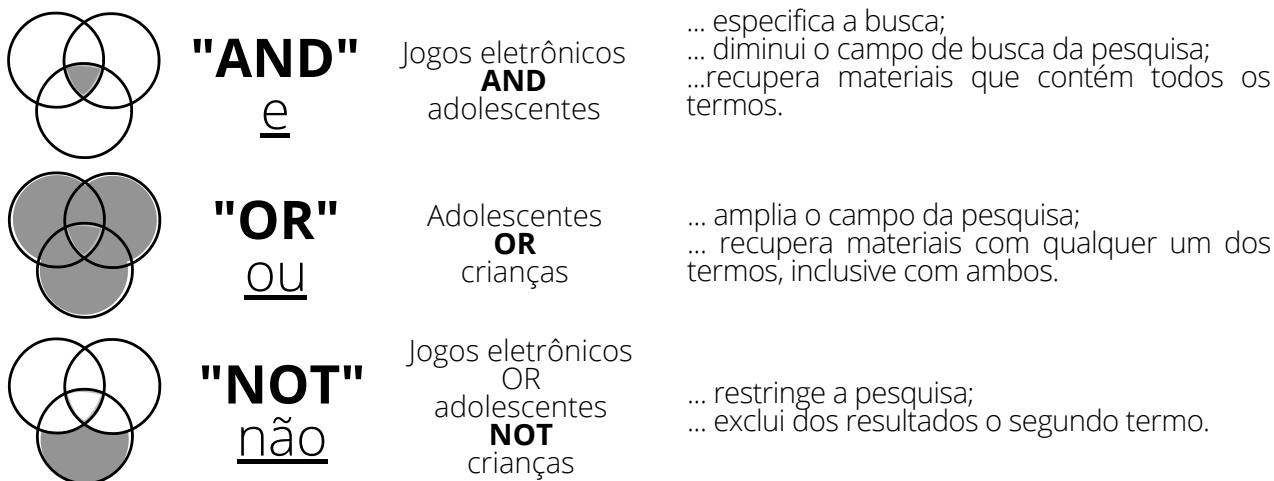 "AND"
e
Jogos eletrônicos
AND
adolescentes
... especifica a busca;
... diminui o campo de busca da pesquisa;
...recupera materiais que contém todos os
termos.
"OR"
ou
Adolescentes
OR
crianças
... amplia o campo da pesquisa;
... recupera materiais com qualquer um dos
termos, inclusive com ambos.
"NOT"
não
Jogos eletrônicos
OR
adolescentes
NOT
crianças
... restringe a pesquisa;
... exclui dos resultados o segundo termo.